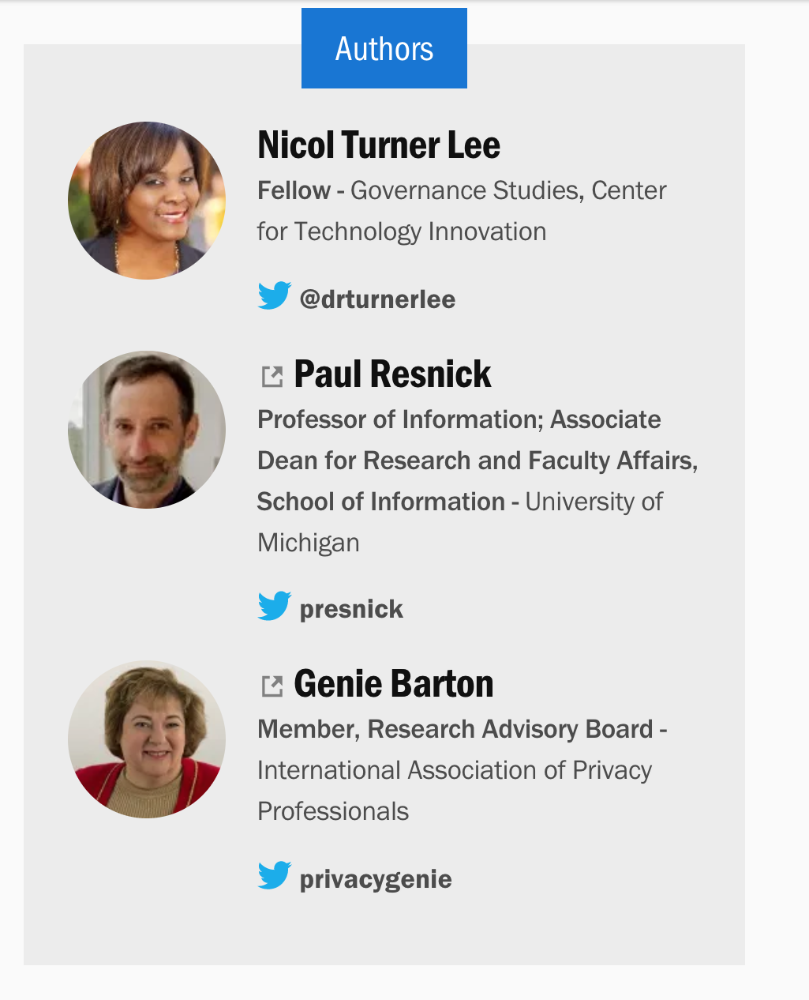 Authors
Nicol Turner Lee
Fellow - Governance Studies, Center
for Technology Innovation
@drturnerlee
Paul Resnick
Professor of Information; Associate
Dean for Research and Faculty Affairs,
School of Information - University of
Michigan
presnick
Genie Barton
Member, Research Advisory Board -
International Association of Privacy
Professionals
privacygenie